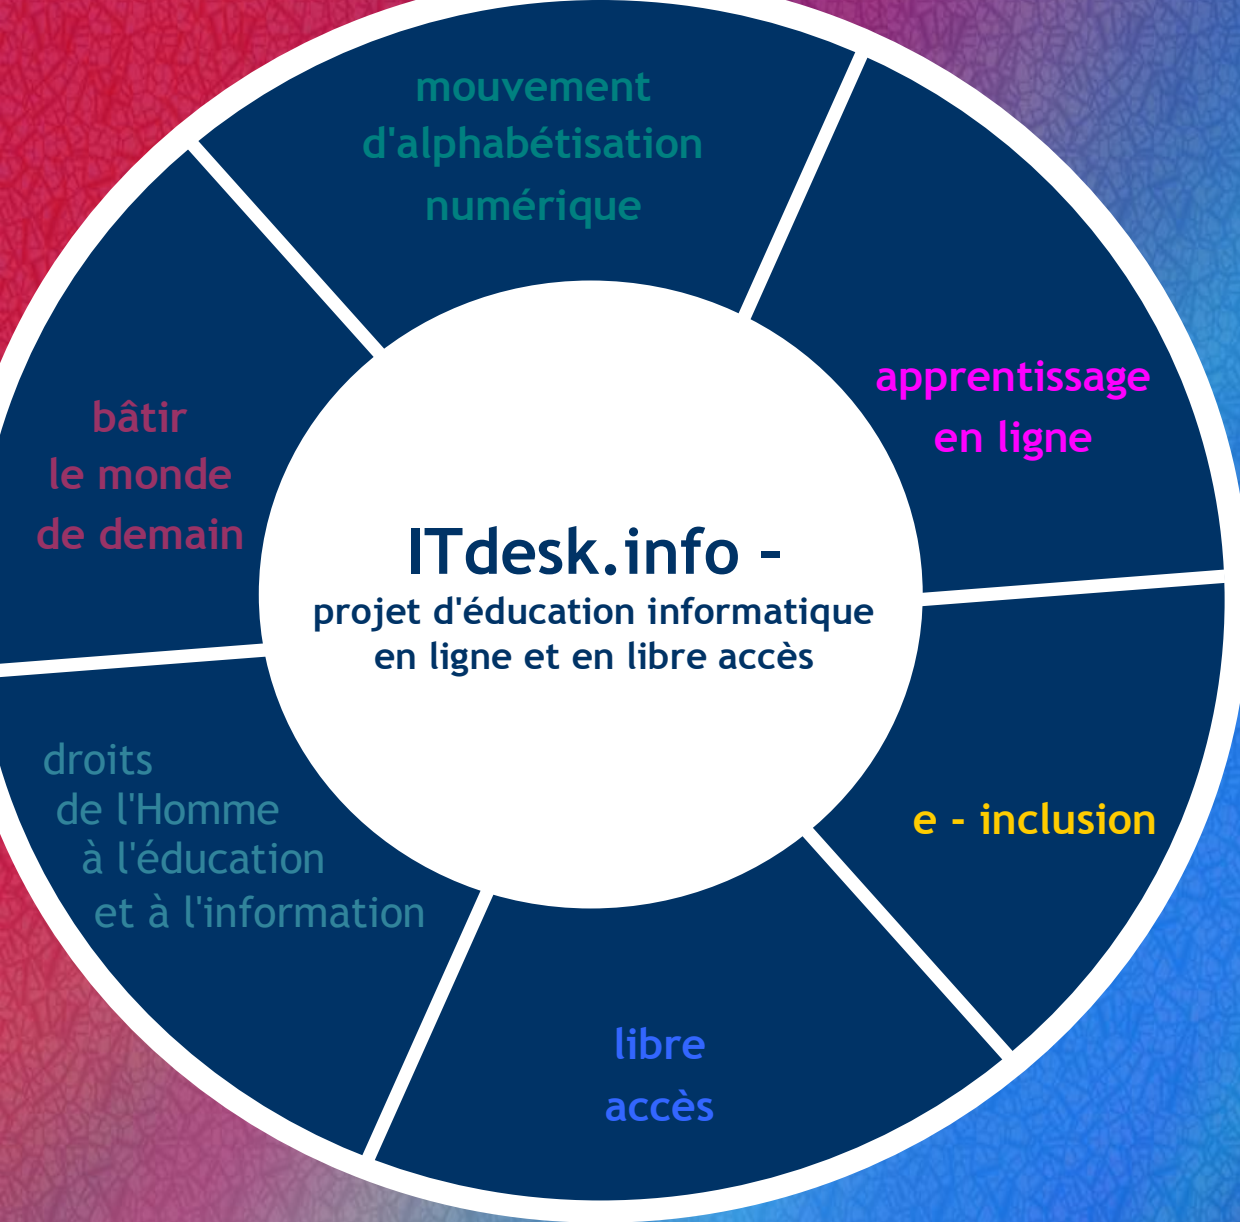 mouvement
d'alphabétisation
numérique
apprentissage
en ligne
bâtir
le monde
de demain
ITdesk.info –
projet d'éducation informatique
en ligne et en libre accès
droits
de l'Homme
à l'éducation
et à l'information
e - inclusion
libre
accès